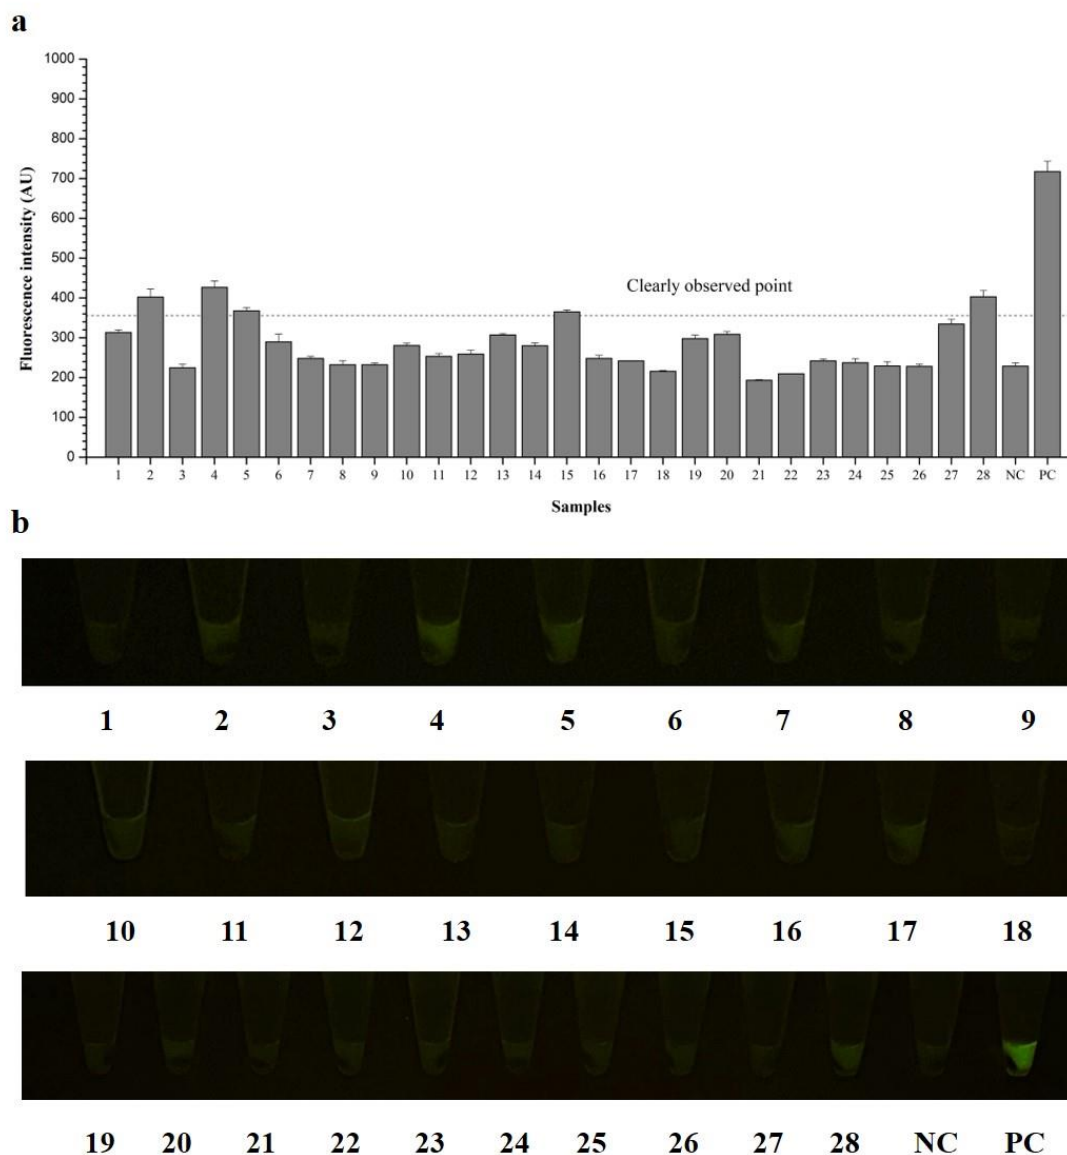 a
1000
900
800
700
600
500
400
300
200
100
0
Fluorescence intensity (AU)
Clearly observed point
1 2 3 4 5 6 7 8 9 10 11 12 13 14 15 16 17 18 19 20 21 22 23 24 25 26 27 28 NC PC
Samples
b
1 2 3 4 5 6 7 8 9
10 11 12 13 14 15 16 17 18
19 20 21 22 23 24 25 26 27 28 NC PC